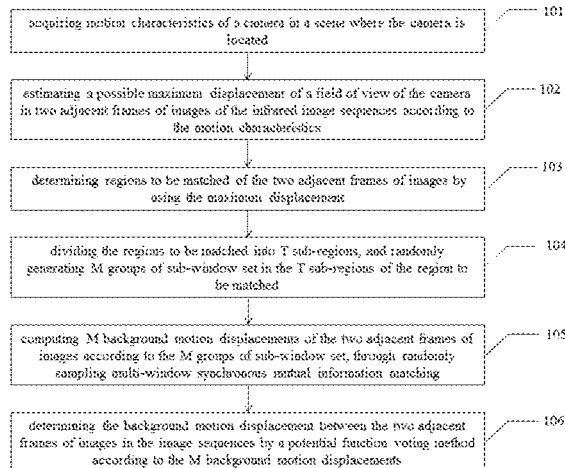 acquiring motion characteristics of a camera in a scene where the camera is
located
101
estimating a possible maximum displacement of a field of view of the camera
in two adjacent frames of images of the infrared image sequences according to
the motion characteristics
102
determining regions to be matched of the two adjacent frames of images by
using the maximum displacement
103
dividing the regions to be matched into T sub-regions, and randomly
generating M groups of sub-window set in the T sub-regions of the region to
be matched
104
computing M background motion displacements of the two adjacent frames of
images according to the M groups of sub-window set, through randomly
sampling multi-window synchronous mutual information matching
105
determining the background motion displacement between the two adjacent
frames of images in the image sequences by a potential function voting method
according to the M background motion displacements
106